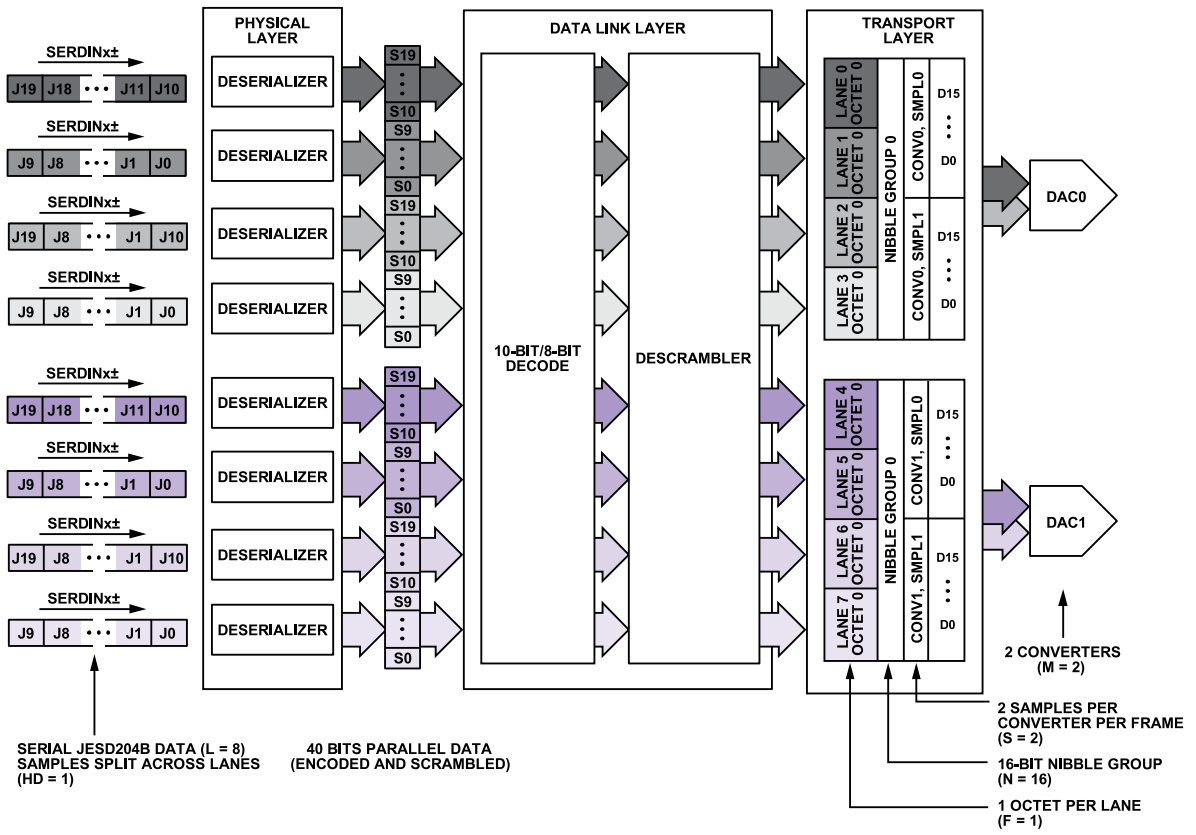 PHYSICAL
LAYER
DATA LINK LAYER
TRANSPORT
LAYER
SERDINx±
J19 J18 ••• J11 J10
DESERIALIZER
S19
S10
SERDINx±
J9 J8 ••• J1 J0
DESERIALIZER
S9
S0
SERDINx±
J19 J8 ••• J1 J10
DESERIALIZER
S19
S10
SERDINx±
J9 J8 ••• J1 J0
DESERIALIZER
S9
S0
SERDINx±
J19 J18 ••• J11 J10
DESERIALIZER
S19
S10
SERDINx±
J9 J8 ••• J1 J0
DESERIALIZER
S9
S0
SERDINx±
J19 J8 ••• J1 J10
DESERIALIZER
S19
S10
SERDINx±
J9 J8 ••• J1 J0
DESERIALIZER
S9
S0
10-BIT/8-BIT
DECODE
DESCRAMBLER
LANE 0
OCTET 0
LANE 1
OCTET 0
LANE 2
OCTET 0
LANE 3
OCTET 0
NIBBLE GROUP 0
CONV0, SMPL0
CONV0, SMPL1
D15
D0
D15
D0
DAC0
LANE 4
OCTET 0
LANE 5
OCTET 0
LANE 6
OCTET 0
LANE 7
OCTET 0
NIBBLE GROUP 0
CONV1, SMPL0
CONV1, SMPL1
D15
D0
D15
D0
DAC1
2 CONVERTERS
(M = 2)
2 SAMPLES PER
CONVERTER PER FRAME
(S = 2)
16-BIT NIBBLE GROUP
(N = 16)
1 OCTET PER LANE
(F = 1)
SERIAL JESD204B DATA (L = 8)
SAMPLES SPLIT ACROSS LANES
(HD = 1)
40 BITS PARALLEL DATA
(ENCODED AND SCRAMBLED)